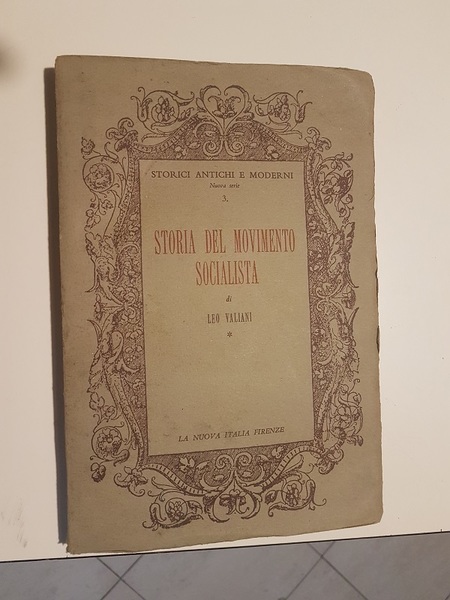 STORICI ANTICHI E MODERNI
Nuova serie
3.
STORIA DEL MOVIMENTO
SOCIALISTA
di
LEO VALIANI
*
LA NUOVA ITALIA FIRENZE